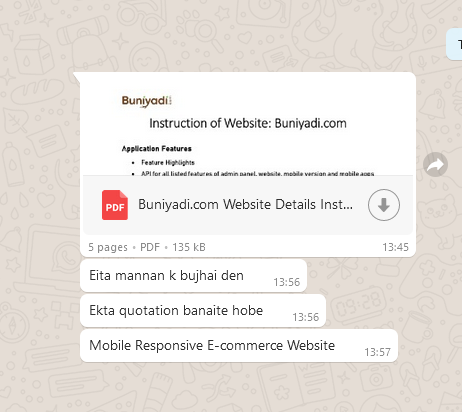 T
Buniyadi
Instruction of Website: Buniyadi.com
Application Features
• Feature Highlights
• API for all listed features of admin panel, website, mobile version and mobile apps
PDF
Buniyadi.com Website Details Inst...
5 pages • PDF • 135 kB
13:45
Eita mannan k bujhai den
13:56
Ekta quotation banaite hobe
13:56
Mobile Responsive E-commerce Website
13:57